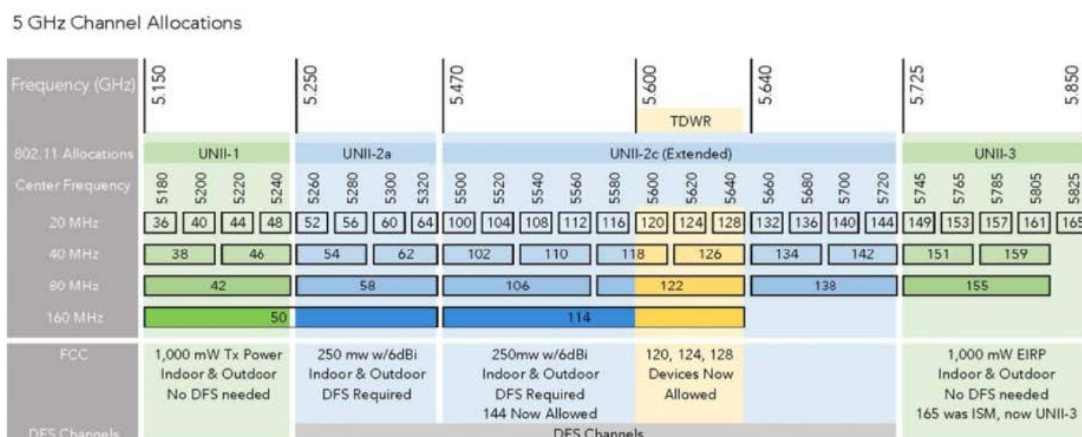 5 GHz Channel Allocations
Frequency (GHz) 5.150 5.250 5.470 5.600 5.640 5.725 5.850
TDWR
802.11 Allocations UNII-1 UNII-2a UNII-2c (Extended) UNII-3
Center Frequency 5180 5200 5220 5240 5260 5280 5300 5320 5500 5520 5540 5560 5580 5600 5620 5640 5660 5680 5700 5720 5745 5765 5785 5805 5825
20 MHz 36 40 44 48 52 56 60 64 100 104 108 112 116 120 124 128 132 136 140 144 149 153 157 161 165
40 MHz 38 46 54 62 102 110 118 126 134 142 151 159
80 MHz 42 58 106 122 138 155
160 MHz 50 114
FCC 1,000 mW Tx Power 250 mw w/6dBi 250mw w/6dBi 120, 124, 128 1,000 mW EIRP
Indoor & Outdoor Indoor & Outdoor Indoor & Outdoor Devices Now Indoor & Outdoor
No DFS needed DFS Required DFS Required Allowed No DFS needed
144 Now Allowed 165 was ISM, now UNII-3
DFS Channels DFS Channels